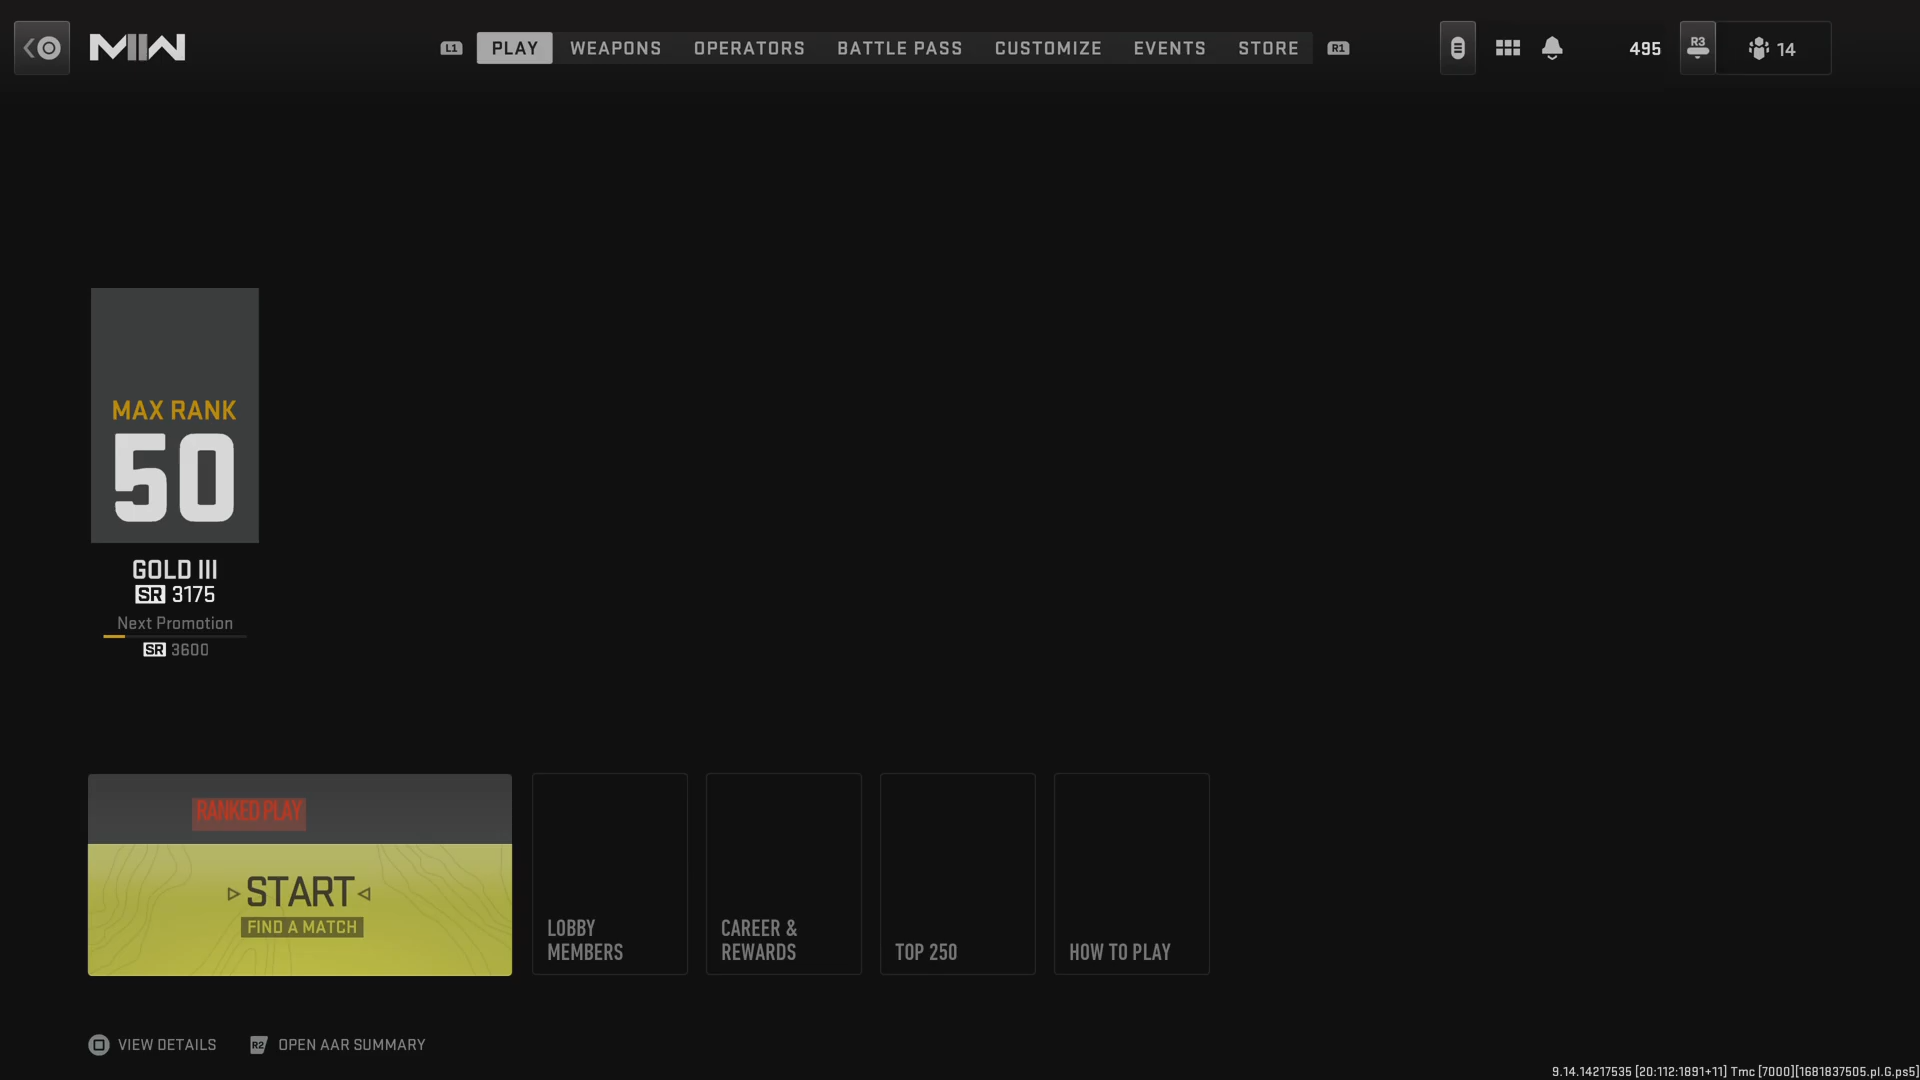 MWII
L1 PLAY WEAPONS OPERATORS BATTLE PASS CUSTOMIZE EVENTS STORE R1
495 R3 14
MAX RANK
50
GOLD III
SR 3175
Next Promotion
SR 3600
RANKED PLAY
START
FIND A MATCH
LOBBY
MEMBERS
CAREER &
REWARDS
TOP 250
HOW TO PLAY
VIEW DETAILS R2 OPEN AAR SUMMARY
9.14.14217535 [20:112:1891+11] Tmc [7000][1681837505.pl.G.ps5]